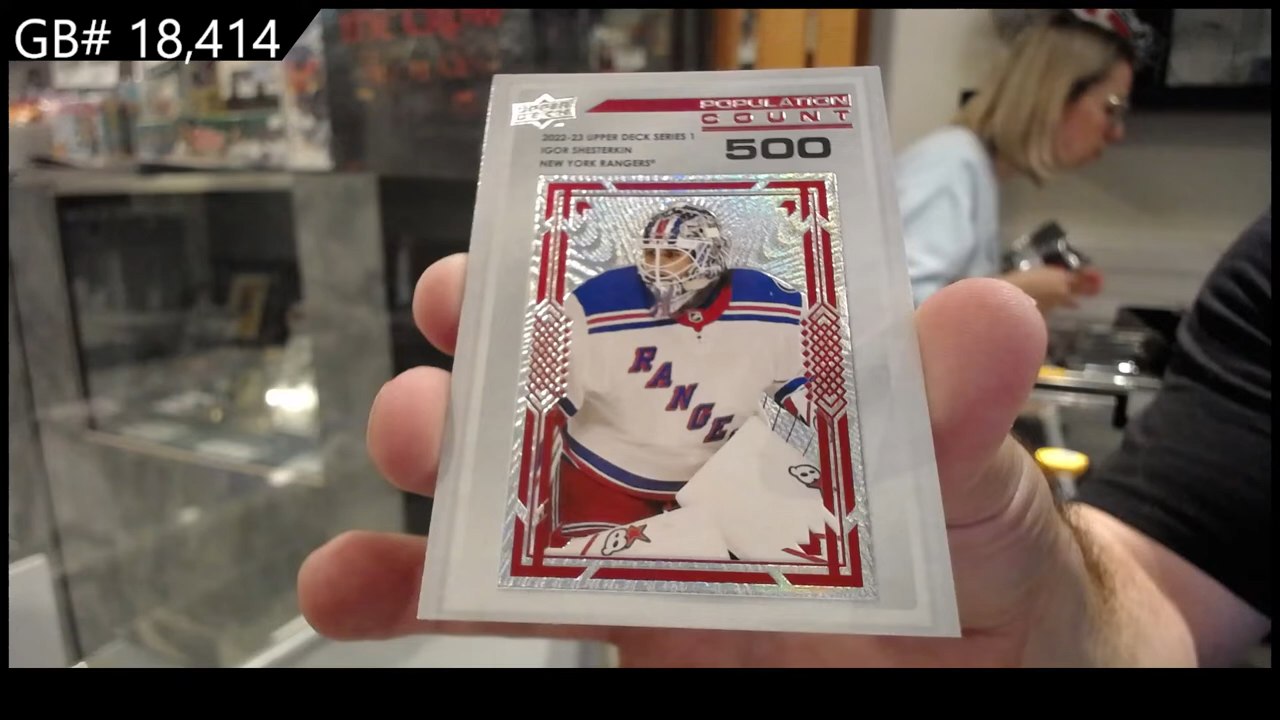 GB# 18,414
UPPER DECK
POPULATION
COUNT
500
2022-23 UPPER DECK SERIES 1
IGOR SHESTERKIN
NEW YORK RANGERS®
RANGE